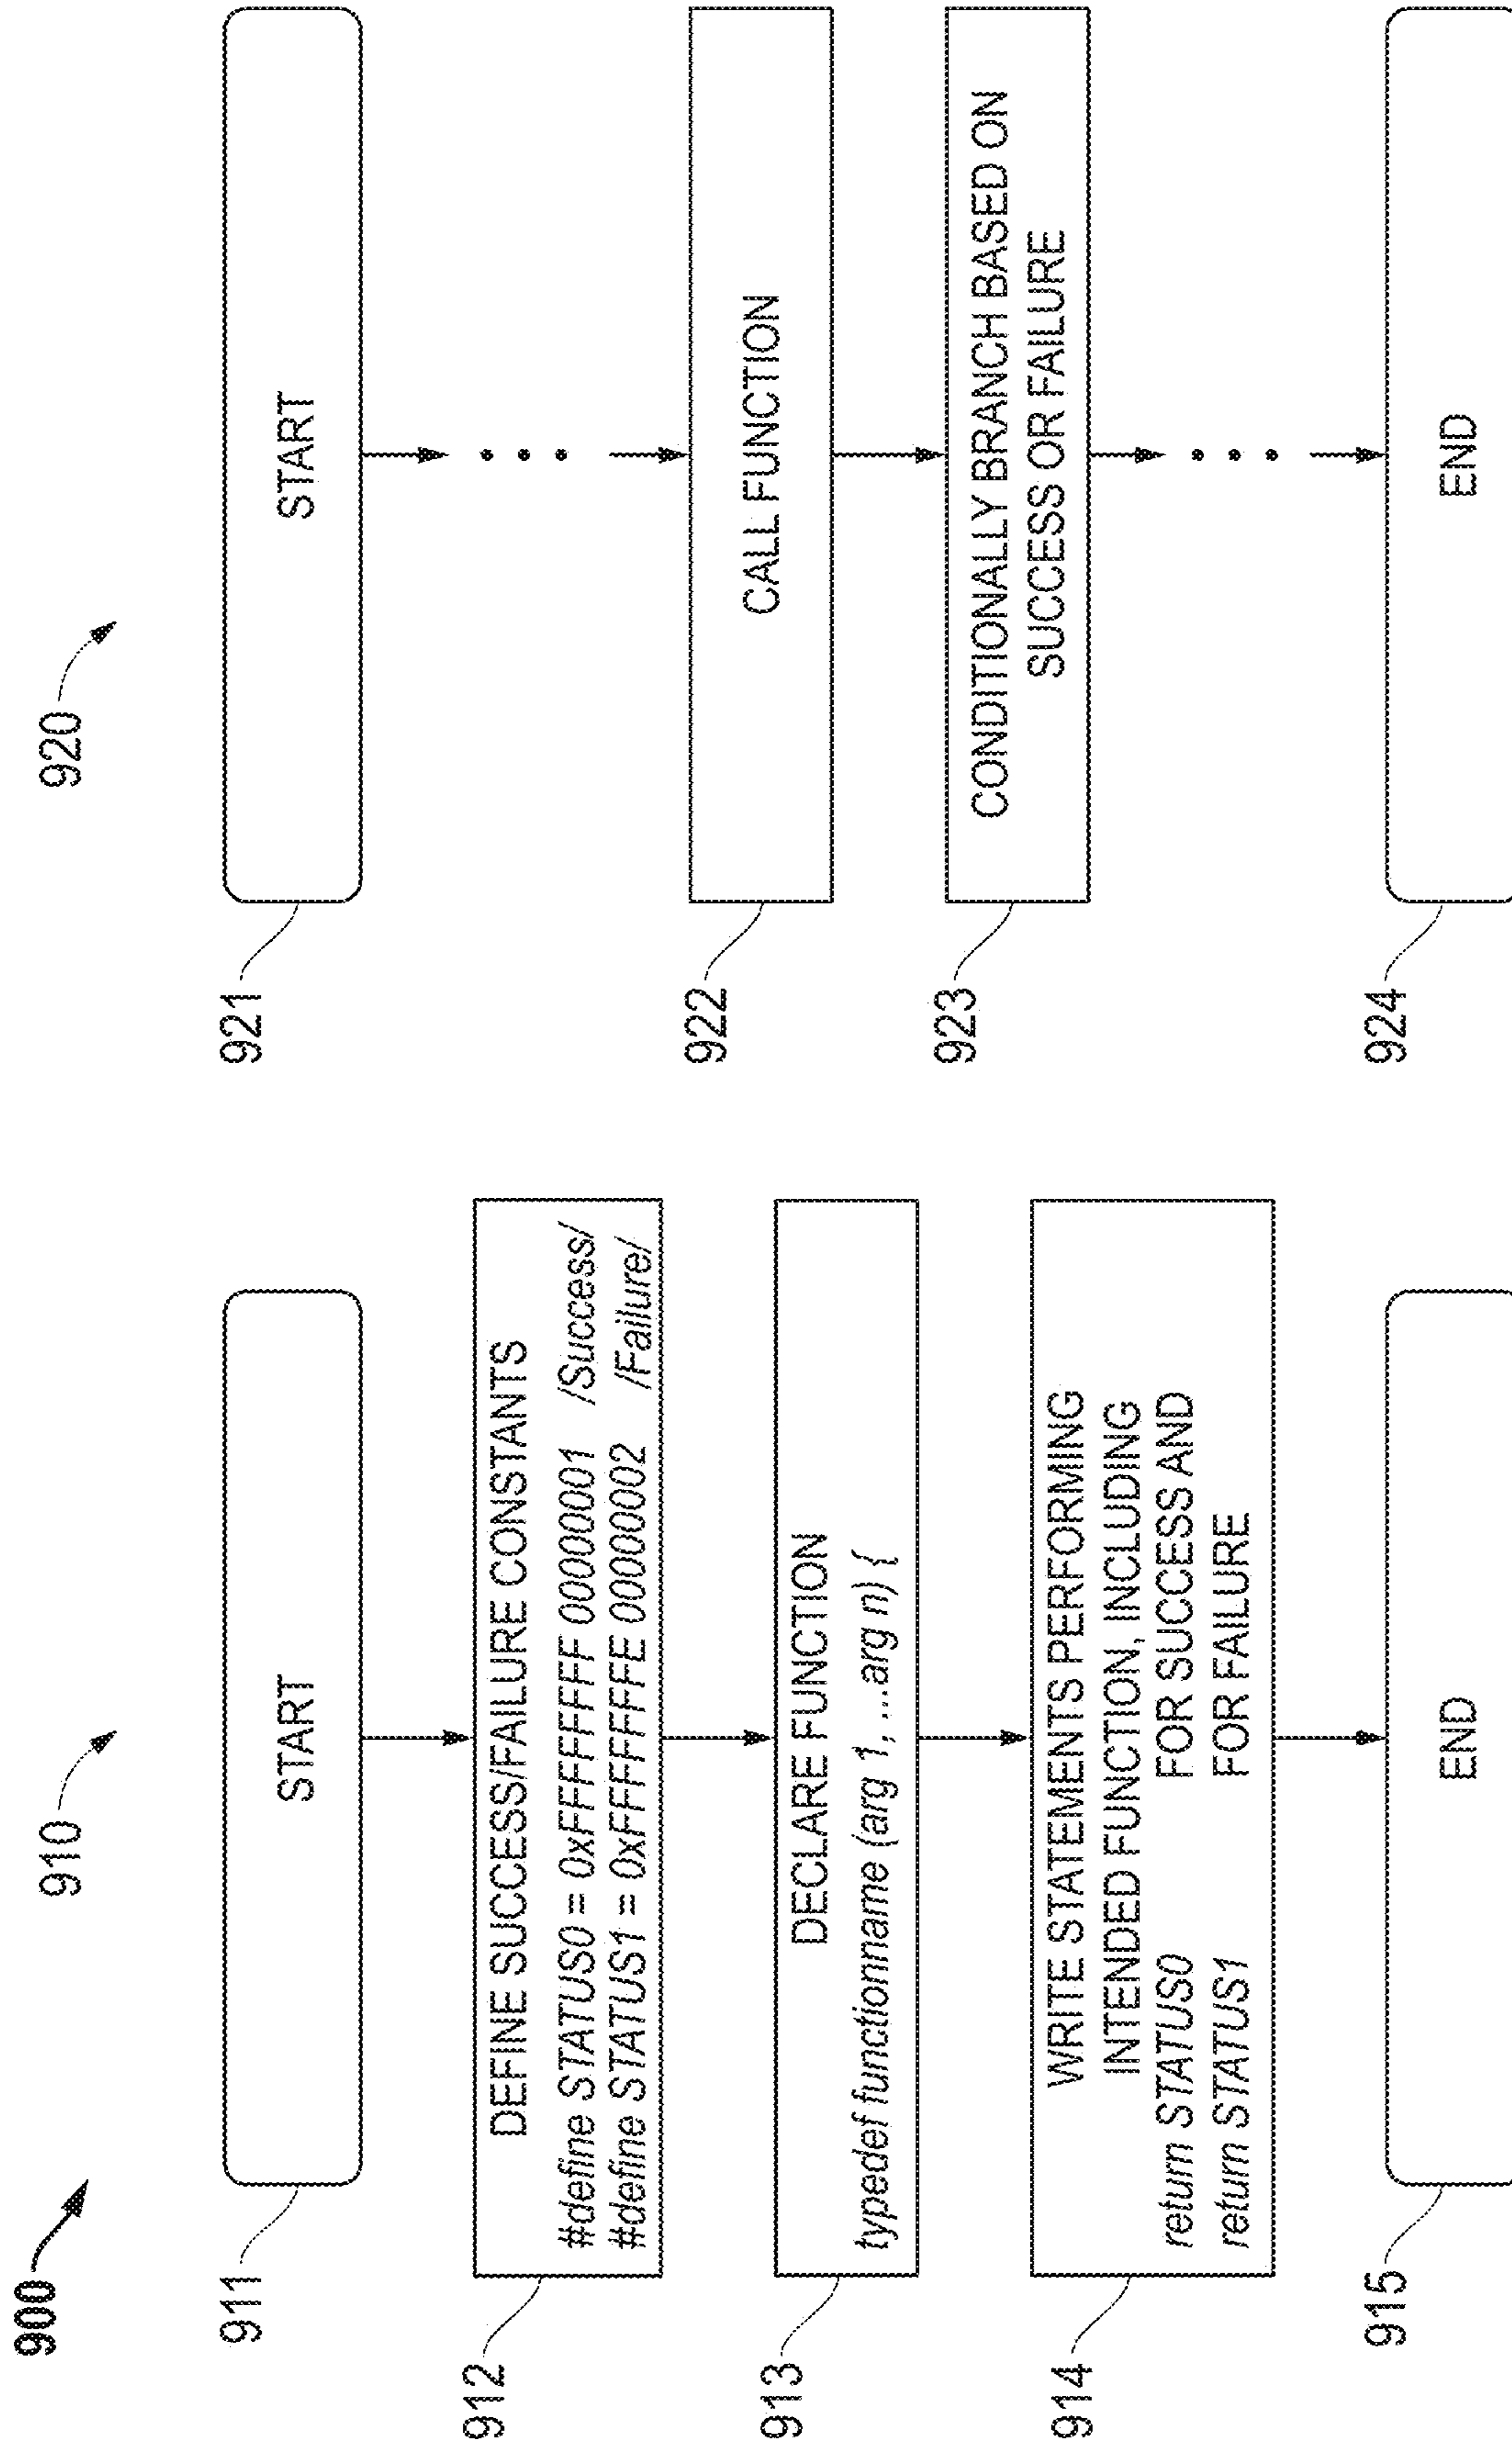 900
910
911
START
912
DEFINE SUCCESS/FAILURE CONSTANTS
#define STATUS0 = 0xFFFFFFFF 00000001 /Success/
#define STATUS1 = 0xFFFFFFFE 00000002 /Failure/
913
DECLARE FUNCTION
typedef functionname (arg 1, ...arg n) {
914
WRITE STATEMENTS PERFORMING
INTENDED FUNCTION, INCLUDING
return STATUS0 FOR SUCCESS AND
return STATUS1 FOR FAILURE
915
END
920
921
START
922
CALL FUNCTION
923
CONDITIONALLY BRANCH BASED ON
SUCCESS OR FAILURE
924
END